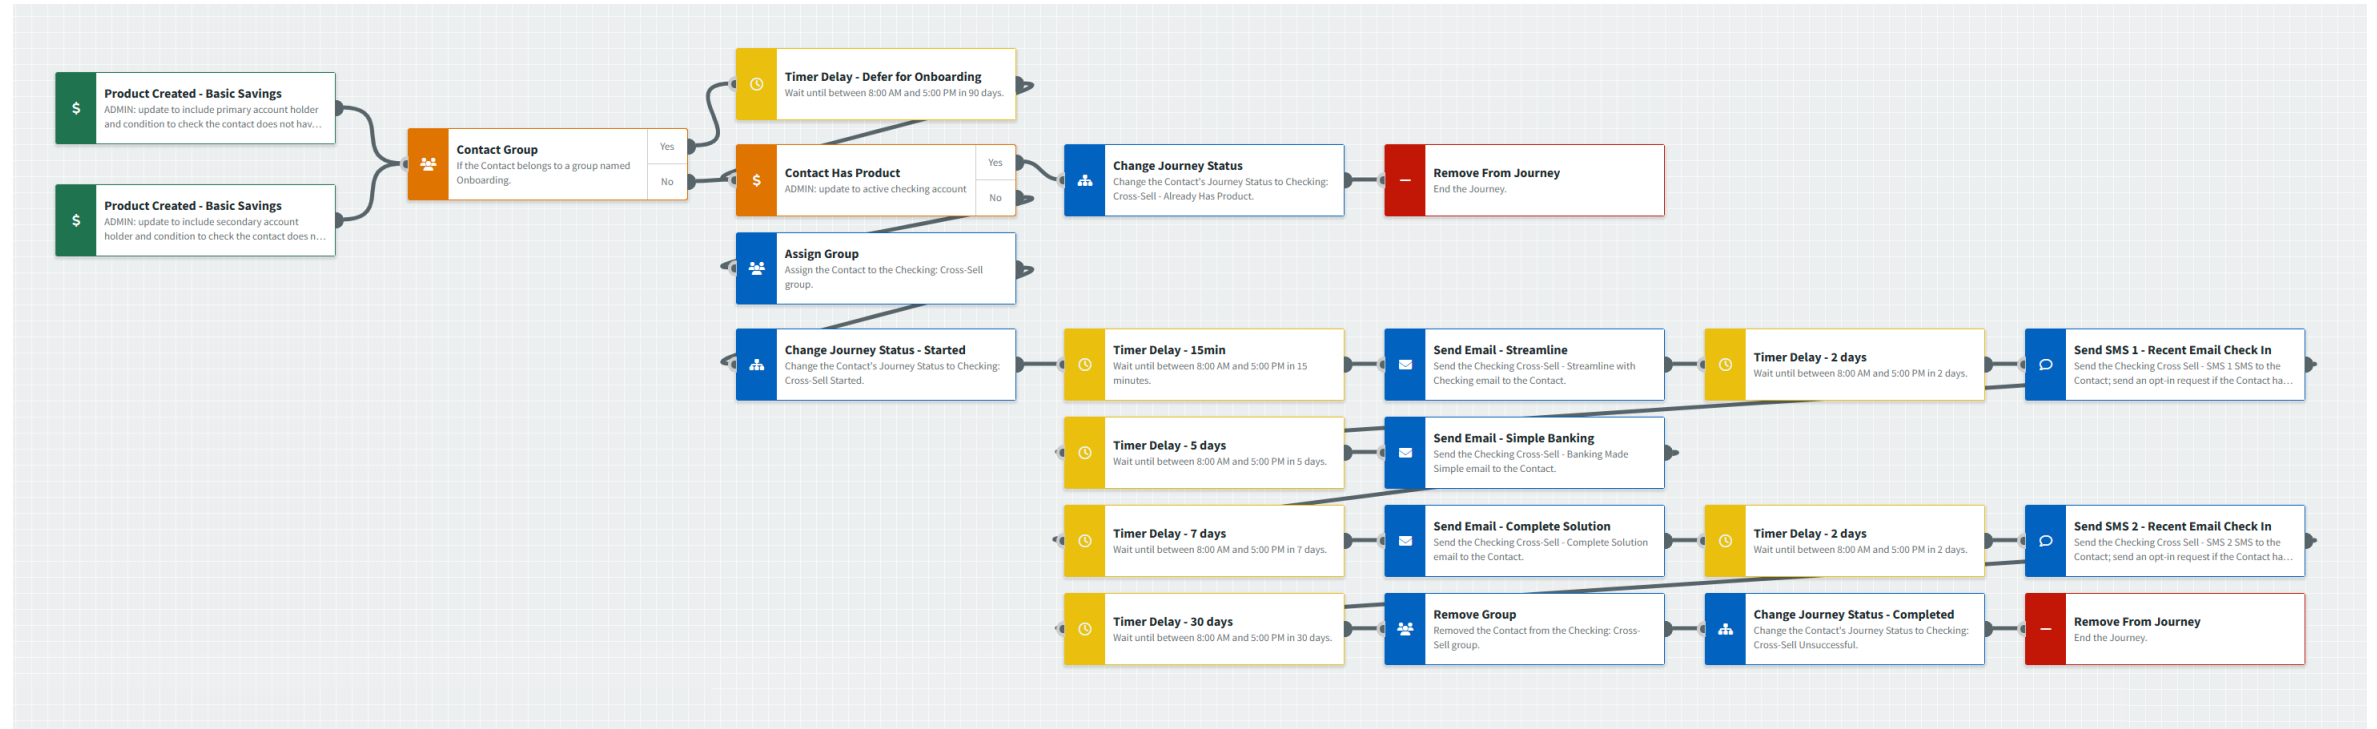 Product Created - Basic Savings
ADMIN: update to include primary account holder
and condition to check the contact does not hav...
Product Created - Basic Savings
ADMIN: update to include secondary account
holder and condition to check the contact does n...
Contact Group
If the Contact belongs to a group named
Onboarding.
Yes
No
Timer Delay - Defer for Onboarding
Wait until between 8:00 AM and 5:00 PM in 90 days.
Contact Has Product
ADMIN: update to active checking account
Yes
No
Change Journey Status
Change the Contact's Journey Status to Checking:
Cross-Sell - Already Has Product.
Remove From Journey
End the Journey.
Assign Group
Assign the Contact to the Checking: Cross-Sell
group.
Change Journey Status - Started
Change the Contact's Journey Status to Checking:
Cross-Sell Started.
Timer Delay - 15min
Wait until between 8:00 AM and 5:00 PM in 15
minutes.
Send Email - Streamline
Send the Checking Cross-Sell - Streamline with
Checking email to the Contact.
Timer Delay - 2 days
Wait until between 8:00 AM and 5:00 PM in 2 days.
Send SMS 1 - Recent Email Check In
Send the Checking Cross Sell - SMS 1 SMS to the
Contact; send an opt-in request if the Contact ha...
Timer Delay - 5 days
Wait until between 8:00 AM and 5:00 PM in 5 days.
Send Email - Simple Banking
Send the Checking Cross-Sell - Banking Made
Simple email to the Contact.
Timer Delay - 7 days
Wait until between 8:00 AM and 5:00 PM in 7 days.
Send Email - Complete Solution
Send the Checking Cross-Sell - Complete Solution
email to the Contact.
Timer Delay - 2 days
Wait until between 8:00 AM and 5:00 PM in 2 days.
Send SMS 2 - Recent Email Check In
Send the Checking Cross Sell - SMS 2 SMS to the
Contact; send an opt-in request if the Contact ha...
Timer Delay - 30 days
Wait until between 8:00 AM and 5:00 PM in 30 days.
Remove Group
Removed the Contact from the Checking: Cross-
Sell group.
Change Journey Status - Completed
Change the Contact's Journey Status to Checking:
Cross-Sell Unsuccessful.
Remove From Journey
End the Journey.